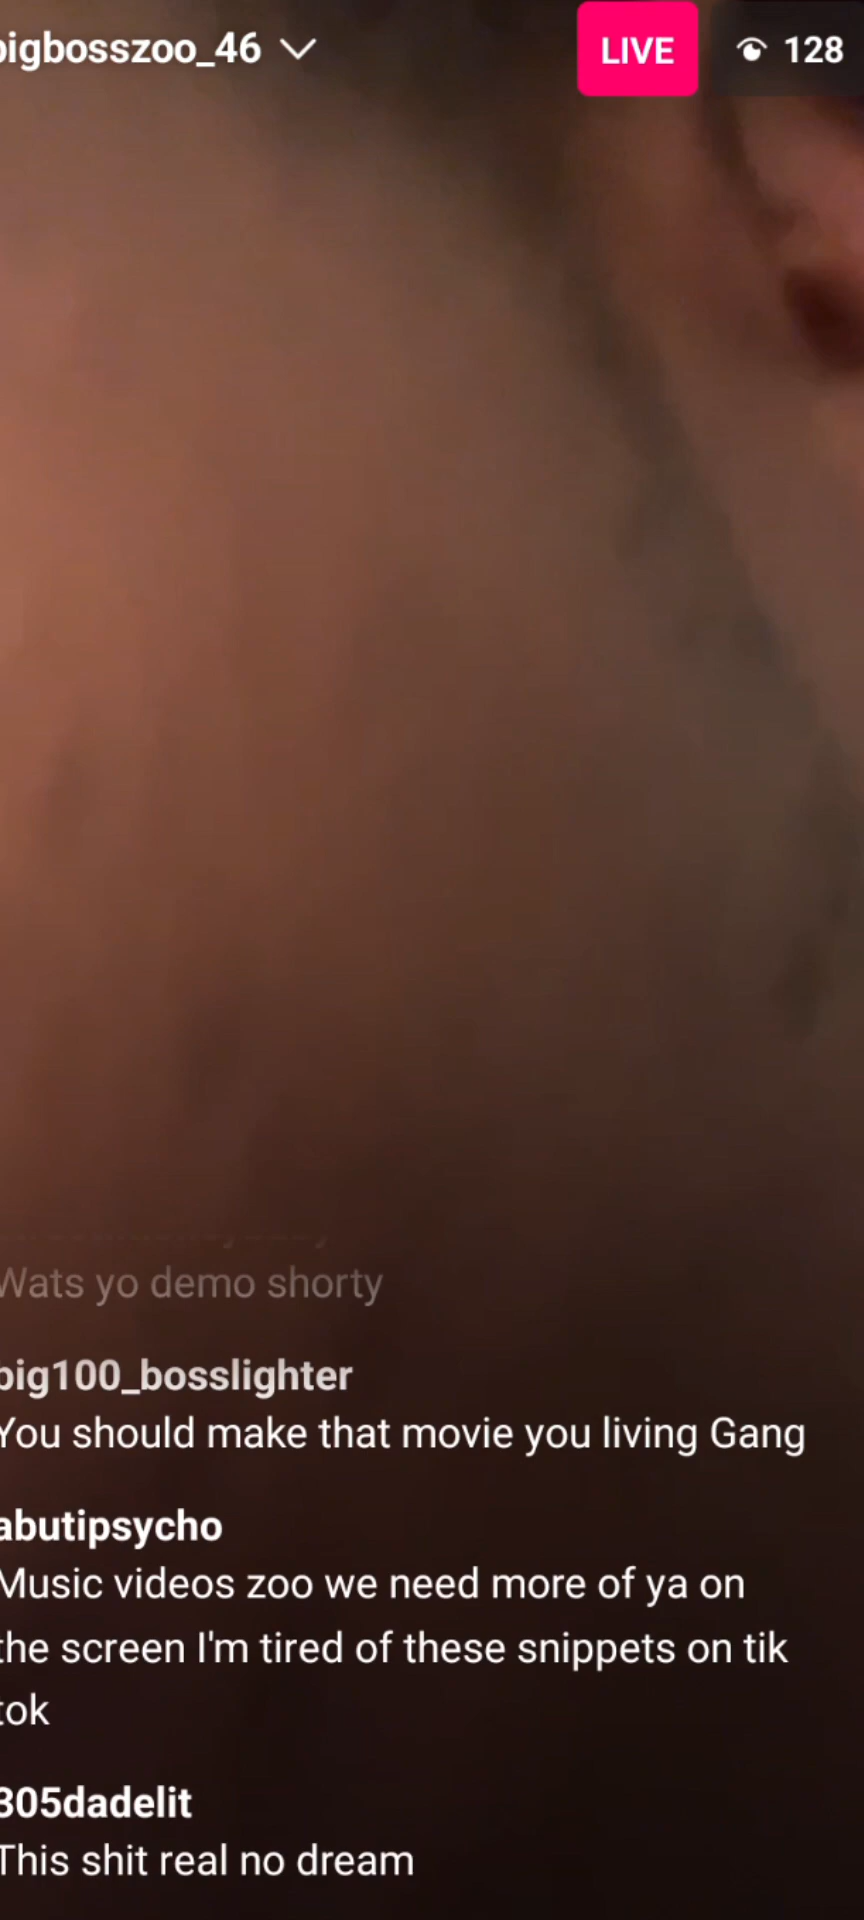 bigbosszoo_46
LIVE
128
Wats yo demo shorty
big100_bosslighter
You should make that movie you living Gang
abutipsycho
Music videos zoo we need more of ya on
the screen I'm tired of these snippets on tik
tok
305dadelit
This shit real no dream